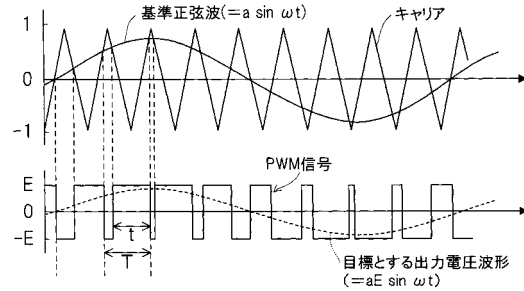 基準正弦波(=a sin ωt)
キャリア
1
0
-1
PWM信号
E
0
-E
t
T
目標とする出力電圧波形
(=aE sin ωt)